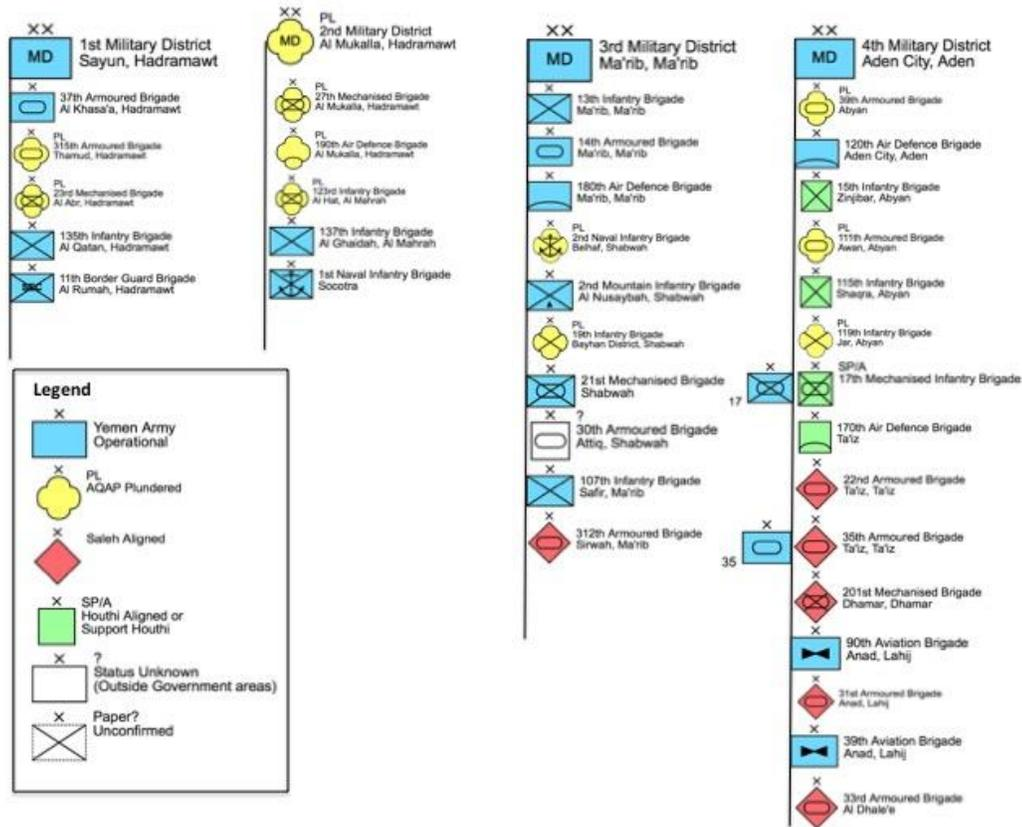 XX
MD
1st Military District
Sayun, Hadramawt
X
37th Armoured Brigade
Al Khasa'a, Hadramawt
X
PL
315th Armoured Brigade
Thamud, Hadramawt
X
PL
23rd Mechanised Brigade
Al Abr, Hadramawt
X
135th Infantry Brigade
Al Qatan, Hadramawt
X
SEC
11th Border Guard Brigade
Al Rumah, Hadramawt
XX
PL
MD
2nd Military District
Al Mukalla, Hadramawt
X
PL
27th Mechanised Brigade
Al Mukalla, Hadramawt
X
PL
190th Air Defence Brigade
Al Mukalla, Hadramawt
X
PL
123rd Infantry Brigade
Al Hat, Al Mahrah
X
137th Infantry Brigade
Al Ghaidah, Al Mahrah
X
1st Naval Infantry Brigade
Socotra
XX
MD
3rd Military District
Ma'rib, Ma'rib
X
13th Infantry Brigade
Ma'rib, Ma'rib
X
14th Armoured Brigade
Ma'rib, Ma'rib
X
180th Air Defence Brigade
Ma'rib, Ma'rib
X
PL
2nd Naval Infantry Brigade
Belhaf, Shabwah
X
2nd Mountain Infantry Brigade
Al Nusaybah, Shabwah
X
PL
19th Infantry Brigade
Bayhan District, Shabwah
X
21st Mechanised Brigade
Shabwah
X ?
30th Armoured Brigade
Attiq, Shabwah
X
107th Infantry Brigade
Safir, Ma'rib
X
312th Armoured Brigade
Sirwah, Ma'rib
XX
MD
4th Military District
Aden City, Aden
X
PL
39th Armoured Brigade
Abyan
X
120th Air Defence Brigade
Aden City, Aden
X
15th Infantry Brigade
Zinjibar, Abyan
X
PL
111th Armoured Brigade
Awan, Abyan
X
115th Infantry Brigade
Shaqra, Abyan
X
PL
119th Infantry Brigade
Jar, Abyan
X
17
X
SP/A
17th Mechanised Infantry Brigade
X
170th Air Defence Brigade
Ta'iz
X
22nd Armoured Brigade
Ta'iz, Ta'iz
X
35
X
35th Armoured Brigade
Ta'iz, Ta'iz
X
201st Mechanised Brigade
Dhamar, Dhamar
X
90th Aviation Brigade
Anad, Lahij
X
31st Armoured Brigade
Anad, Lahij
X
39th Aviation Brigade
Anad, Lahij
X
33rd Armoured Brigade
Al Dhale'e
Legend
X
Yemen Army
Operational
X
PL
AQAP Plundered
X
Saleh Aligned
X
SP/A
Houthi Aligned or
Support Houthi
X ?
Status Unknown
(Outside Government areas)
X
Paper?
Unconfirmed